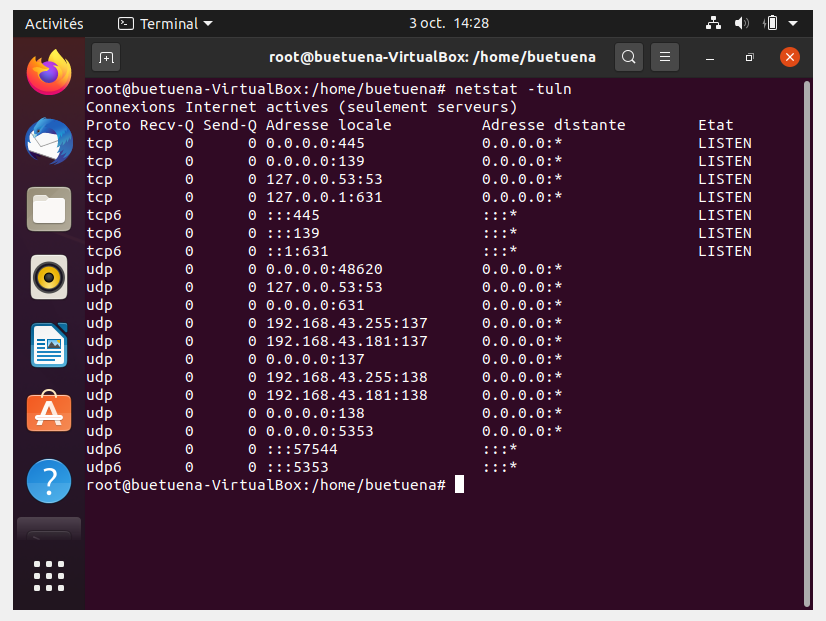 Activités Terminal 3 oct. 14:28
root@buetuena-VirtualBox: /home/buetuena
root@buetuena-VirtualBox:/home/buetuena# netstat -tuln
Connexions Internet actives (seulement serveurs)
Proto Recv-Q Send-Q Adresse locale          Adresse distante        Etat
tcp        0      0 0.0.0.0:445             0.0.0.0:*               LISTEN
tcp        0      0 0.0.0.0:139             0.0.0.0:*               LISTEN
tcp        0      0 127.0.0.53:53           0.0.0.0:*               LISTEN
tcp        0      0 127.0.0.1:631           0.0.0.0:*               LISTEN
tcp6       0      0 :::445                  :::*                    LISTEN
tcp6       0      0 :::139                  :::*                    LISTEN
tcp6       0      0 ::1:631                 :::*                    LISTEN
udp        0      0 0.0.0.0:48620           0.0.0.0:*
udp        0      0 127.0.0.53:53           0.0.0.0:*
udp        0      0 0.0.0.0:631             0.0.0.0:*
udp        0      0 192.168.43.255:137      0.0.0.0:*
udp        0      0 192.168.43.181:137      0.0.0.0:*
udp        0      0 0.0.0.0:137             0.0.0.0:*
udp        0      0 192.168.43.255:138      0.0.0.0:*
udp        0      0 192.168.43.181:138      0.0.0.0:*
udp        0      0 0.0.0.0:138             0.0.0.0:*
udp        0      0 0.0.0.0:5353            0.0.0.0:*
udp6       0      0 :::57544                :::*
udp6       0      0 :::5353                 :::*
root@buetuena-VirtualBox:/home/buetuena#